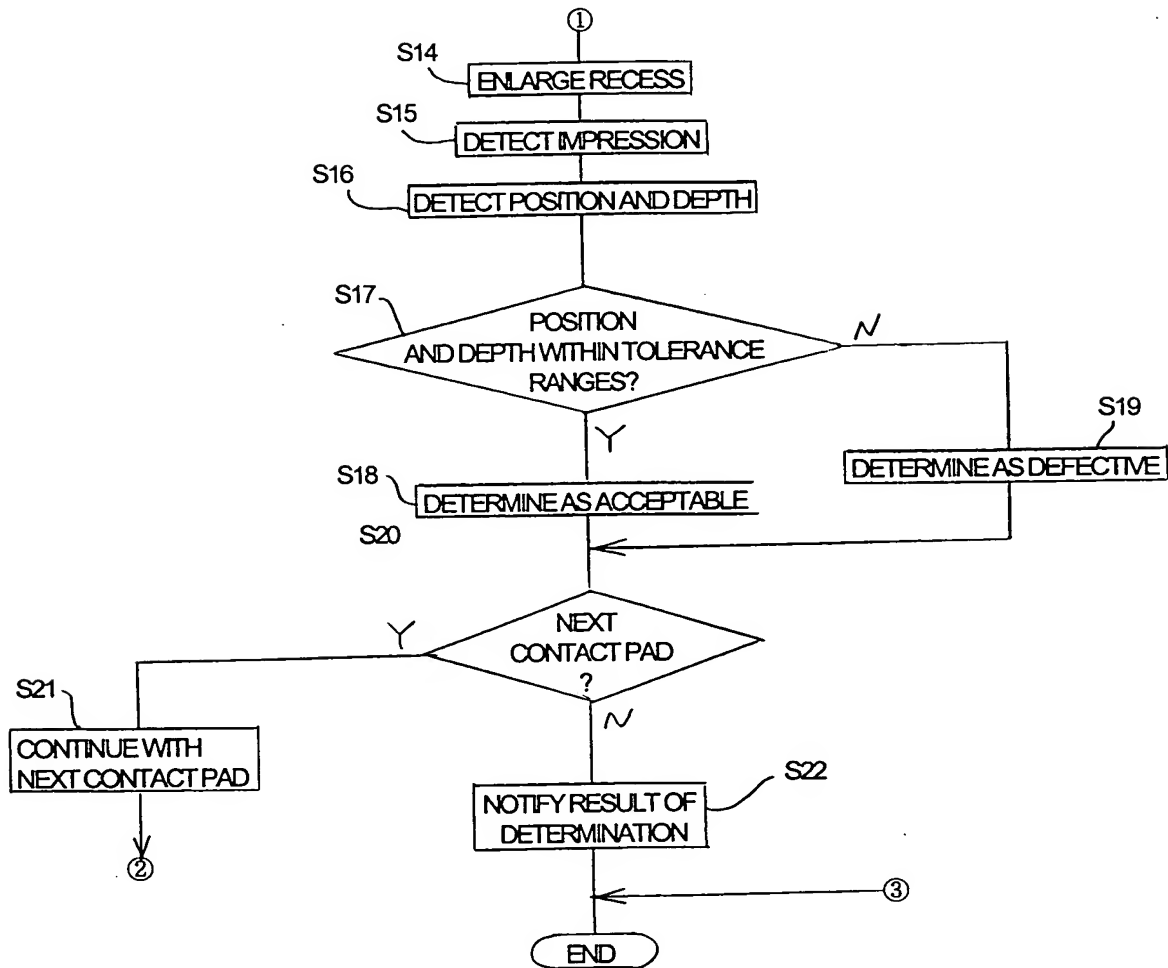 ①
S14
ENLARGE RECESS
S15
DETECT IMPRESSION
S16
DETECT POSITION AND DEPTH
S17
POSITION
AND DEPTH WITHIN TOLERANCE
RANGES?
N
Y
S19
DETERMINE AS DEFECTIVE
S18
DETERMINE AS ACCEPTABLE
S20
NEXT
CONTACT PAD
?
Y
N
S21
CONTINUE WITH
NEXT CONTACT PAD
②
S22
NOTIFY RESULT OF
DETERMINATION
③
END